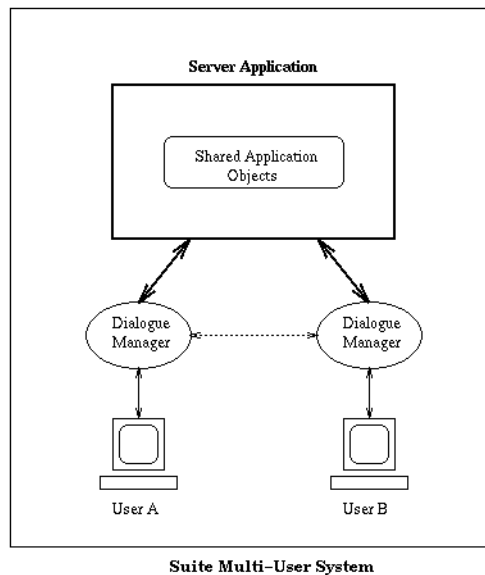 Server Application
Shared Application
Objects
Dialogue
Manager
Dialogue
Manager
User A
User B
Suite Multi-User System